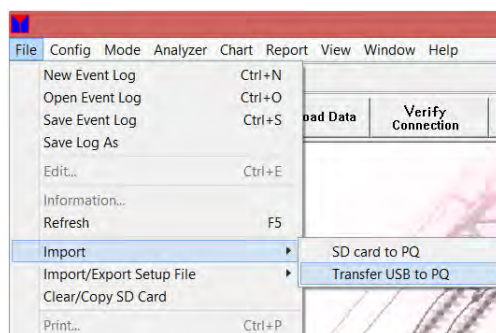 File Config Mode Analyzer Chart Report View Window Help
New Event Log Ctrl+N
Open Event Log Ctrl+O
Save Event Log Ctrl+S
Save Log As
Edit... Ctrl+E
Information...
Refresh F5
Import
Import/Export Setup File
Clear/Copy SD Card
Print... Ctrl+P
oad Data
Verify
Connection
SD card to PQ
Transfer USB to PQ